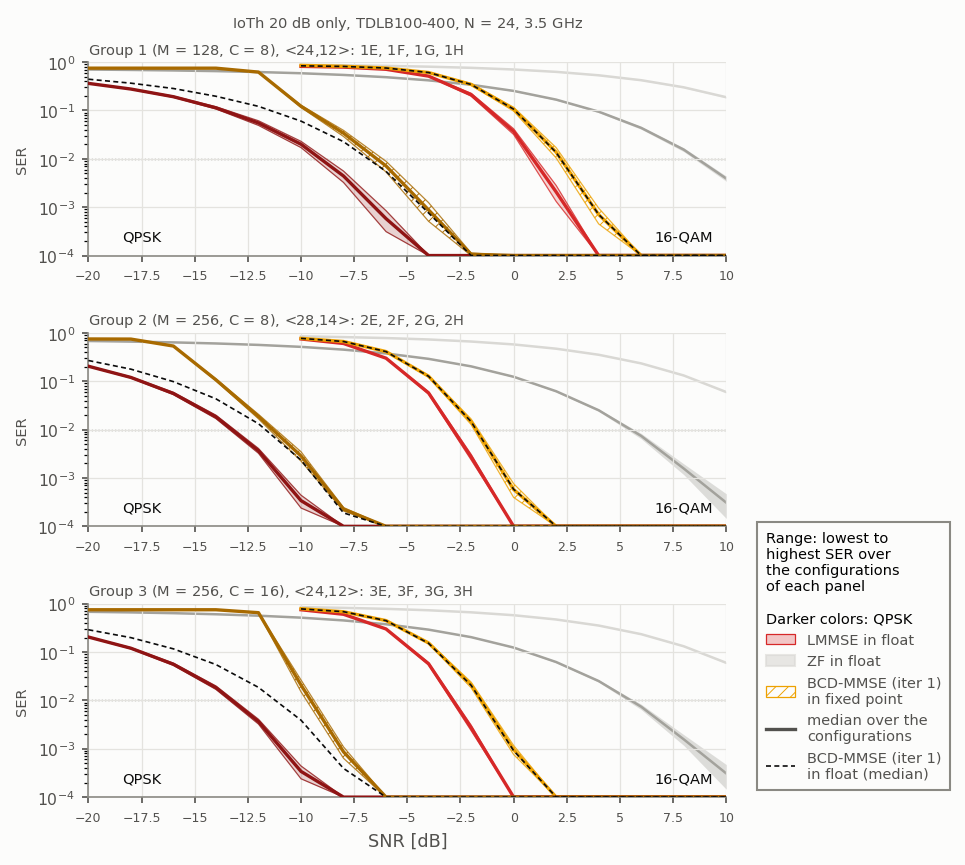 IoTh 20 dB only, TDLB100-400, N = 24, 3.5 GHz
Group 1 (M = 128, C = 8), <24,12>: 1E, 1F, 1G, 1H
10⁰
10⁻¹
10⁻²
10⁻³
10⁻⁴
SER
QPSK
16-QAM
−20 −17.5 −15 −12.5 −10 −7.5 −5 −2.5 0 2.5 5 7.5 10
Group 2 (M = 256, C = 8), <28,14>: 2E, 2F, 2G, 2H
10⁰
10⁻¹
10⁻²
10⁻³
10⁻⁴
SER
QPSK
16-QAM
−20 −17.5 −15 −12.5 −10 −7.5 −5 −2.5 0 2.5 5 7.5 10
Group 3 (M = 256, C = 16), <24,12>: 3E, 3F, 3G, 3H
10⁰
10⁻¹
10⁻²
10⁻³
10⁻⁴
SER
QPSK
16-QAM
−20 −17.5 −15 −12.5 −10 −7.5 −5 −2.5 0 2.5 5 7.5 10
SNR [dB]
Range: lowest to
highest SER over
the configurations
of each panel
Darker colors: QPSK
LMMSE in float
ZF in float
BCD-MMSE (iter 1)
in fixed point
median over the
configurations
BCD-MMSE (iter 1)
in float (median)